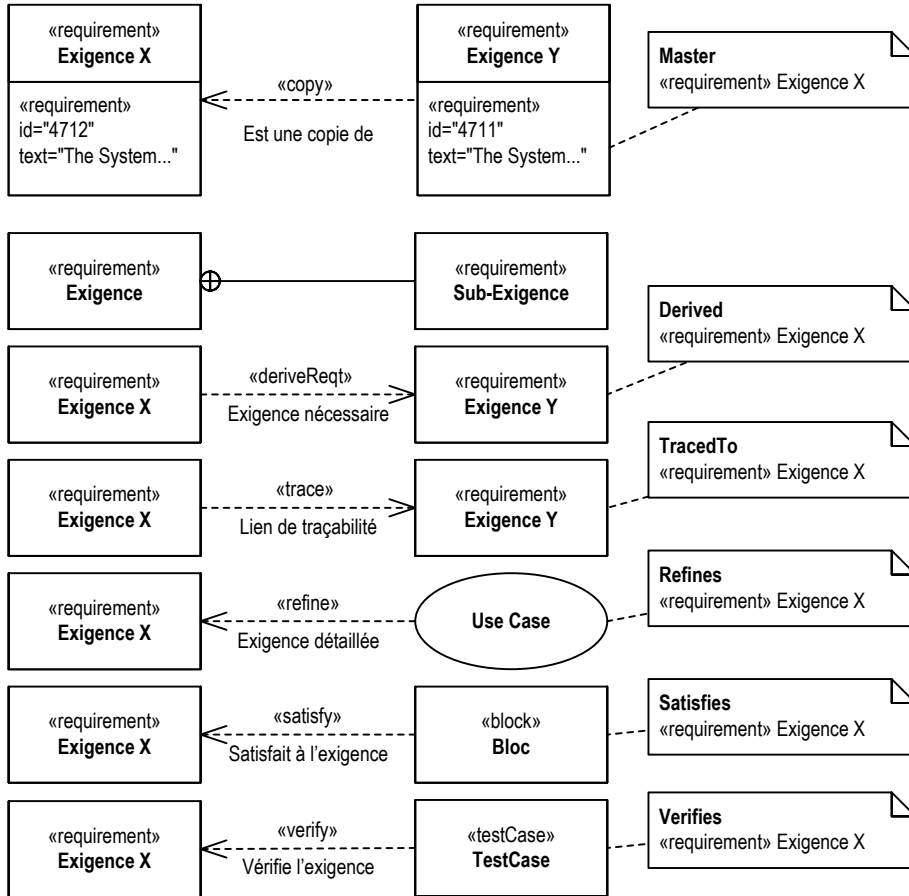 «requirement»
Exigence X
«requirement»
id="4712"
text="The System..."
«copy»
Est une copie de
«requirement»
Exigence Y
«requirement»
id="4711"
text="The System..."
Master
«requirement» Exigence X
«requirement»
Exigence
«requirement»
Sub-Exigence
«requirement»
Exigence X
«deriveReqt»
Exigence nécessaire
«requirement»
Exigence Y
Derived
«requirement» Exigence X
«requirement»
Exigence X
«trace»
Lien de traçabilité
«requirement»
Exigence Y
TracedTo
«requirement» Exigence X
«requirement»
Exigence X
«refine»
Exigence détaillée
Use Case
Refines
«requirement» Exigence X
«requirement»
Exigence X
«satisfy»
Satisfait à l'exigence
«block»
Bloc
Satisfies
«requirement» Exigence X
«requirement»
Exigence X
«verify»
Vérifie l'exigence
«testCase»
TestCase
Verifies
«requirement» Exigence X